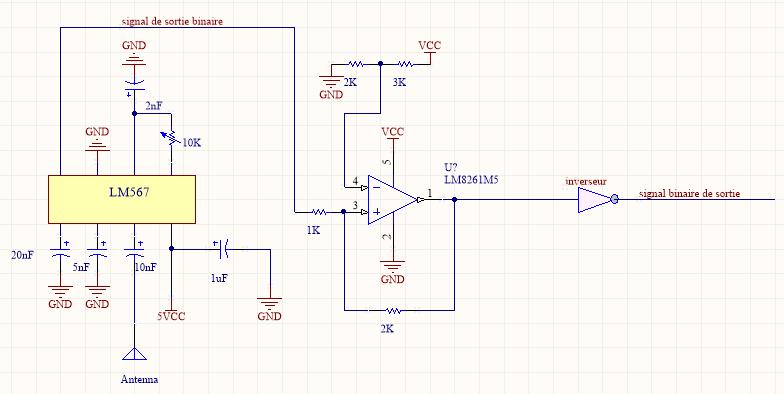 signal de sortie binaire
GND
VCC
2K
3K
GND
2nF
GND
10K
VCC
5
U?
LM8261M5
LM567
4
inverseur
1
signal binaire de sortie
3
1K
2
20nF
5nF
10nF
1uF
GND
GND
GND
5VCC
GND
2K
Antenna